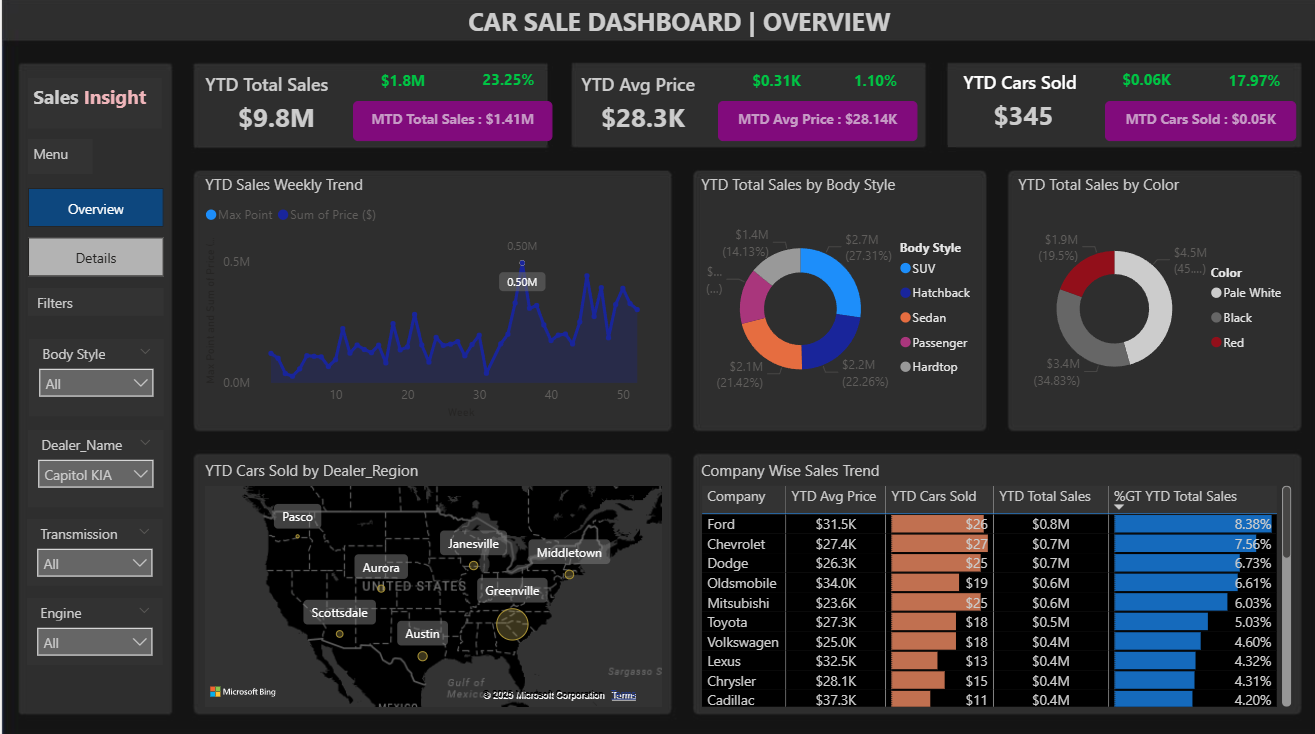 CAR SALE DASHBOARD | OVERVIEW
Sales Insight
Menu
Overview
Details
Filters
Body Style
All
Dealer_Name
Capitol KIA
Transmission
All
Engine
All
YTD Total Sales
$9.8M
$1.8M 23.25%
MTD Total Sales : $1.41M
YTD Avg Price
$28.3K
$0.31K 1.10%
MTD Avg Price : $28.14K
YTD Cars Sold
$345
$0.06K 17.97%
MTD Cars Sold : $0.05K
YTD Sales Weekly Trend
Max Point Sum of Price ($)
0.50M
0.50M
0.5M
0.0M
10 20 30 40 50
Week
YTD Total Sales by Body Style
$1.4M
(14.13%)
$2.7M
(27.31%)
$...
(...)
$2.1M
(21.42%)
$2.2M
(22.26%)
Body Style
SUV
Hatchback
Sedan
Passenger
Hardtop
YTD Total Sales by Color
$1.9M
(19.5%)
$4.5M
(45....)
$3.4M
(34.83%)
Color
Pale White
Black
Red
YTD Cars Sold by Dealer_Region
Pasco
Janesville
Middletown
Aurora
UNITED STATES
Greenville
Scottsdale
Austin
Sargasso S
Gulf of
Mexico
MEXICO
Microsoft Bing
© 2025 Microsoft Corporation Terms
Company Wise Sales Trend
Company YTD Avg Price YTD Cars Sold YTD Total Sales %GT YTD Total Sales
Ford $31.5K $26 $0.8M 8.38%
Chevrolet $27.4K $27 $0.7M 7.56%
Dodge $26.3K $25 $0.7M 6.73%
Oldsmobile $34.0K $19 $0.6M 6.61%
Mitsubishi $23.6K $25 $0.6M 6.03%
Toyota $27.3K $18 $0.5M 5.03%
Volkswagen $25.0K $18 $0.4M 4.60%
Lexus $32.5K $13 $0.4M 4.32%
Chrysler $28.1K $15 $0.4M 4.31%
Cadillac $37.3K $11 $0.4M 4.20%